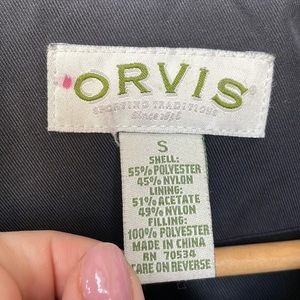 ORVIS
SPORTING TRADITIONS
Since 1856
S
SHELL:
55% POLYESTER
45% NYLON
LINING:
51% ACETATE
49% NYLON
FILLING:
100% POLYESTER
MADE IN CHINA
RN 70534
CARE ON REVERSE